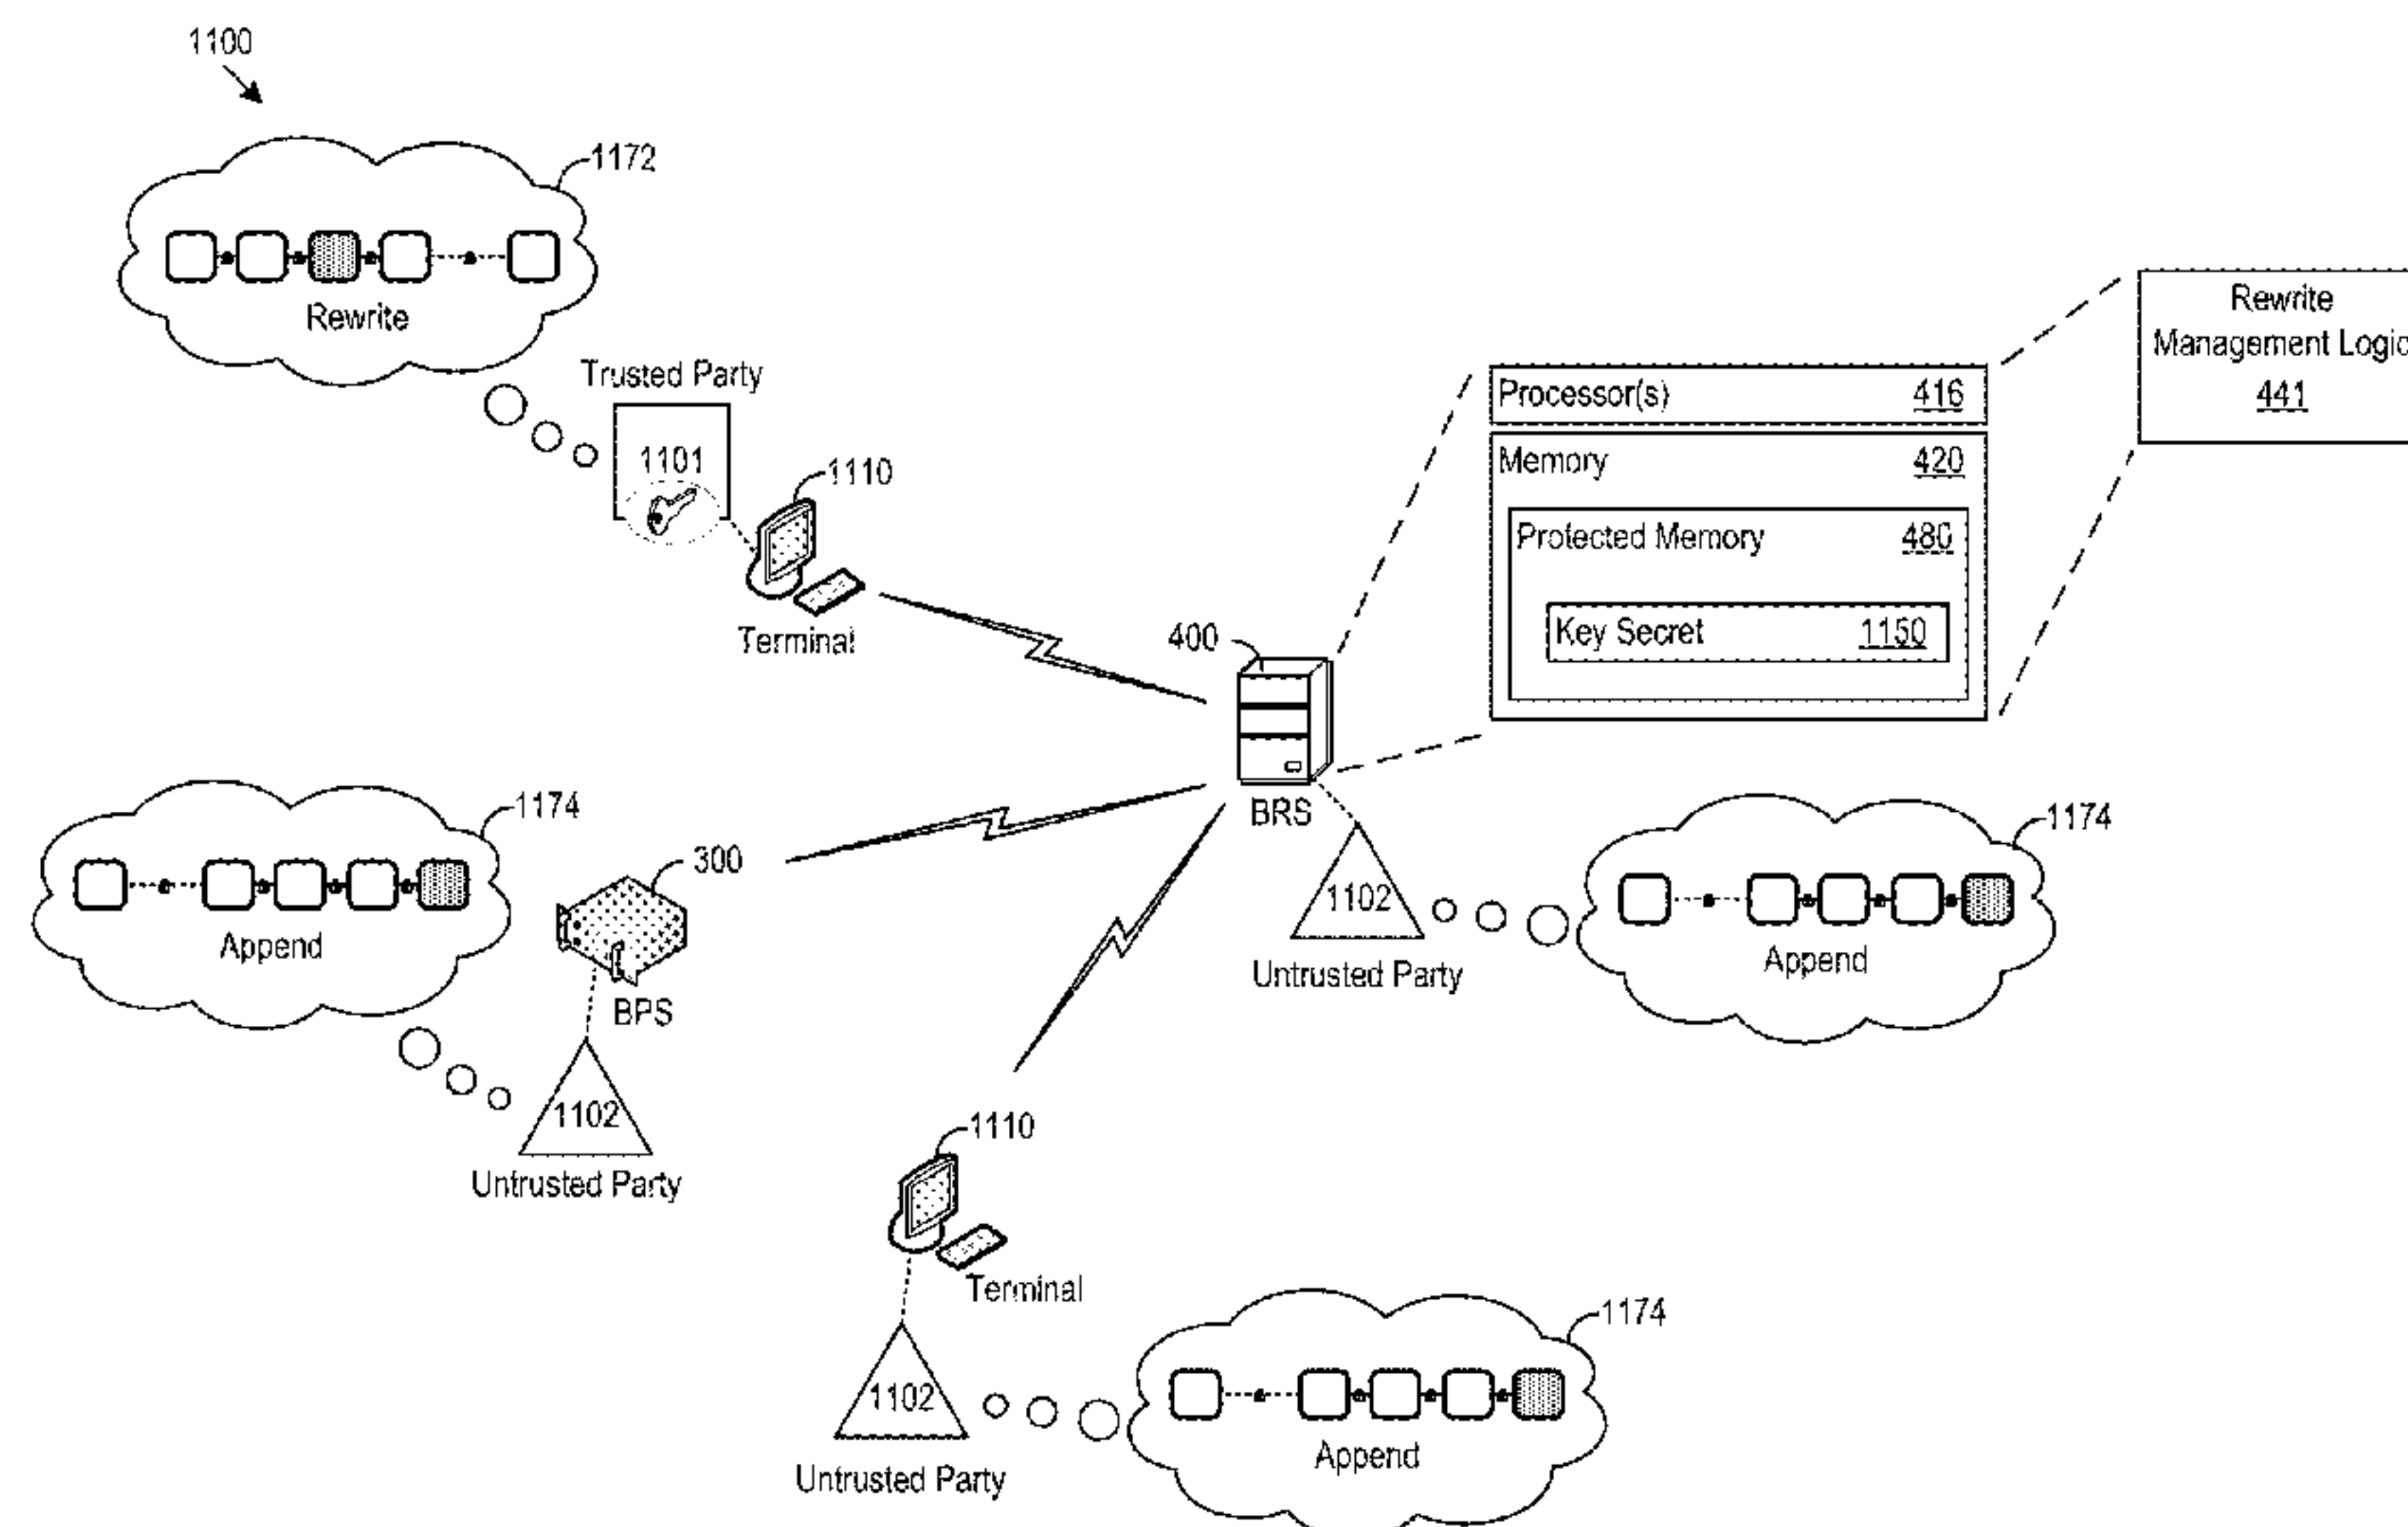 1100
1172
Rewrite
Trusted Party
1101
1110
Terminal
Rewrite
Management Logic
441
Processor(s) 416
Memory 420
Protected Memory 480
Key Secret 1150
400
BRS
1174
Append
300
BPS
1102
Untrusted Party
1102
Untrusted Party
1174
Append
1110
Terminal
1102
Untrusted Party
1174
Append